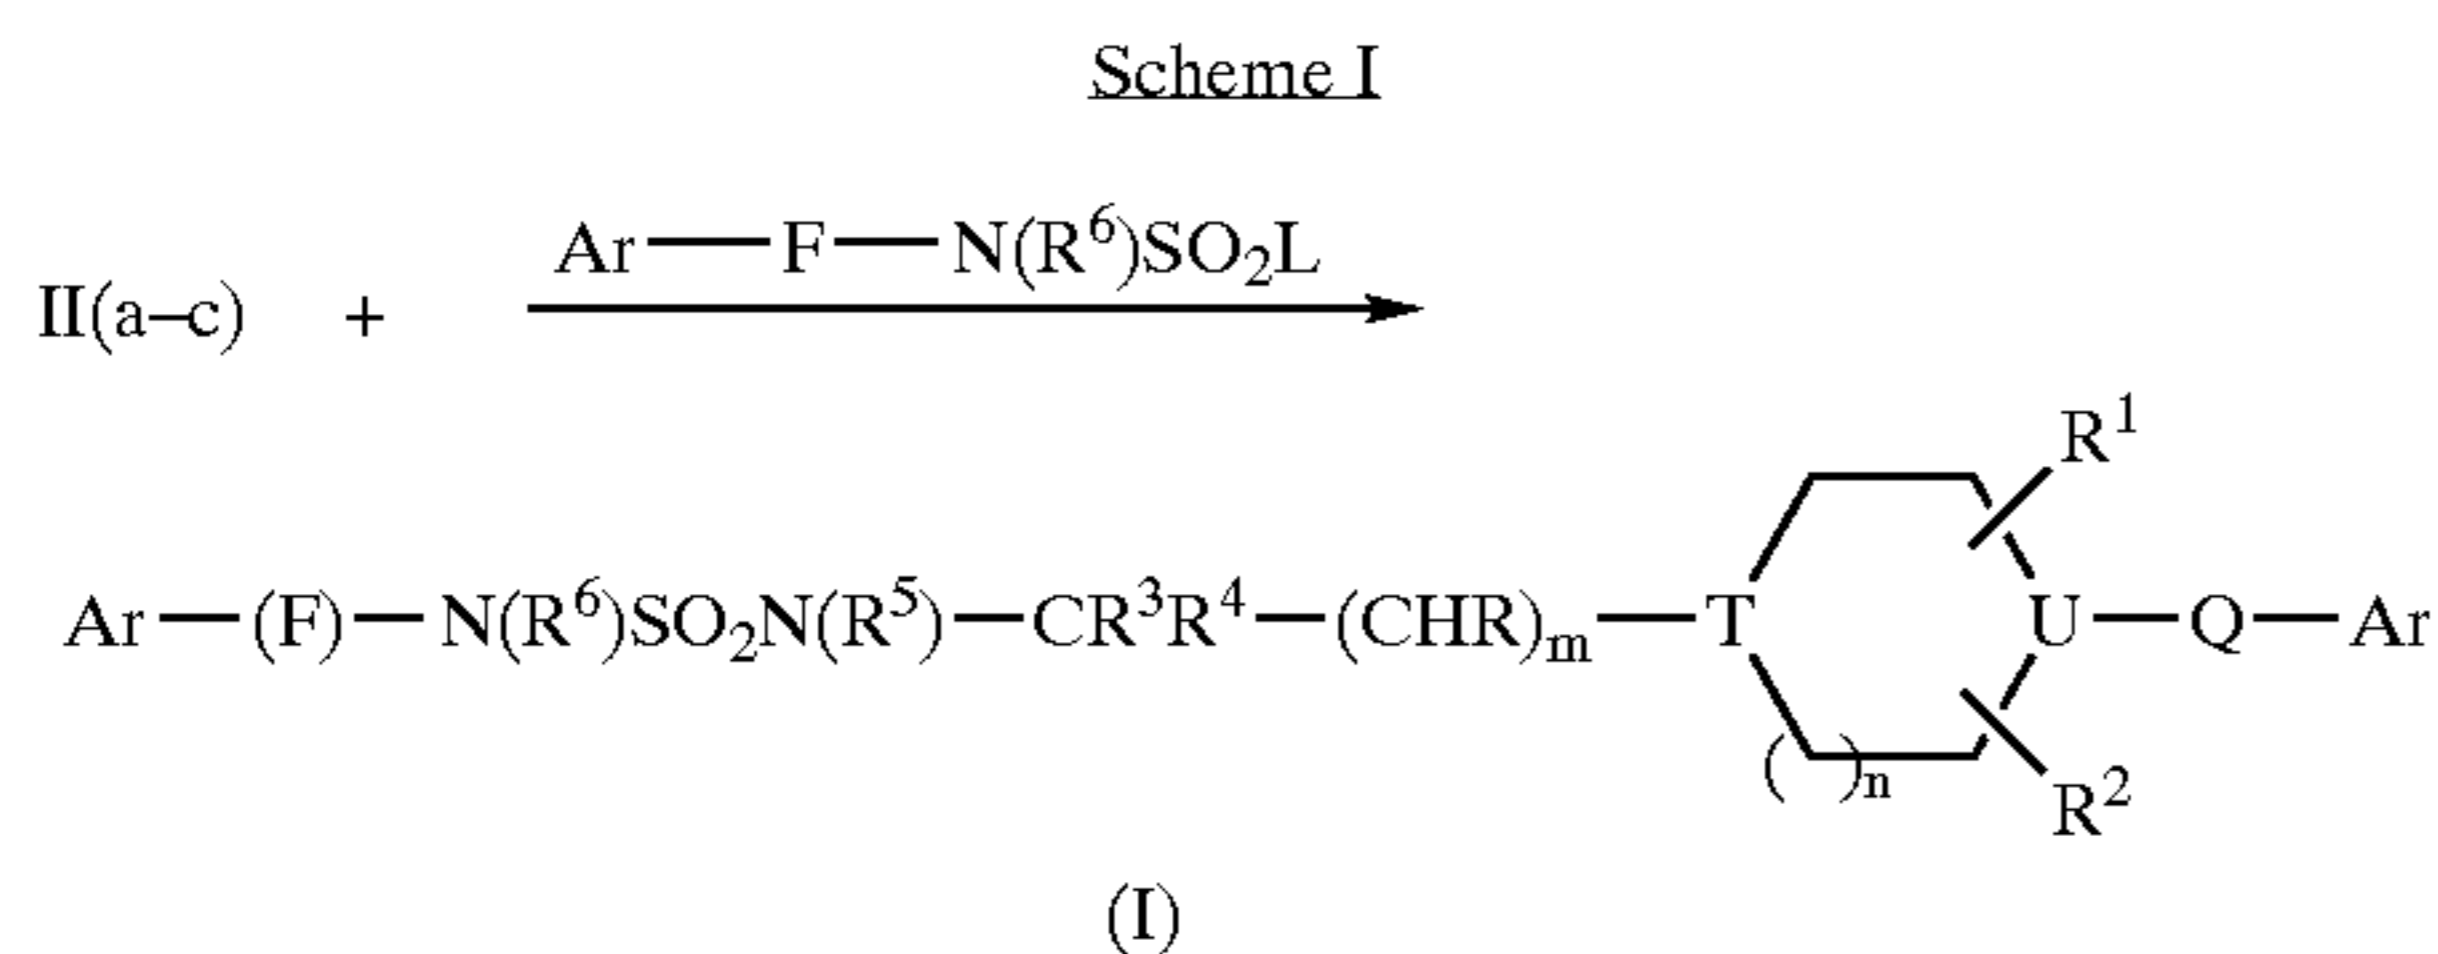 Scheme I
Ar—F—N(R⁶)SO₂L
II(a–c) +
R¹
Ar—(F)—N(R⁶)SO₂N(R⁵)—CR³R⁴—(CHR)ₘ—T U—Q—Ar
( )ₙ
R²
(I)